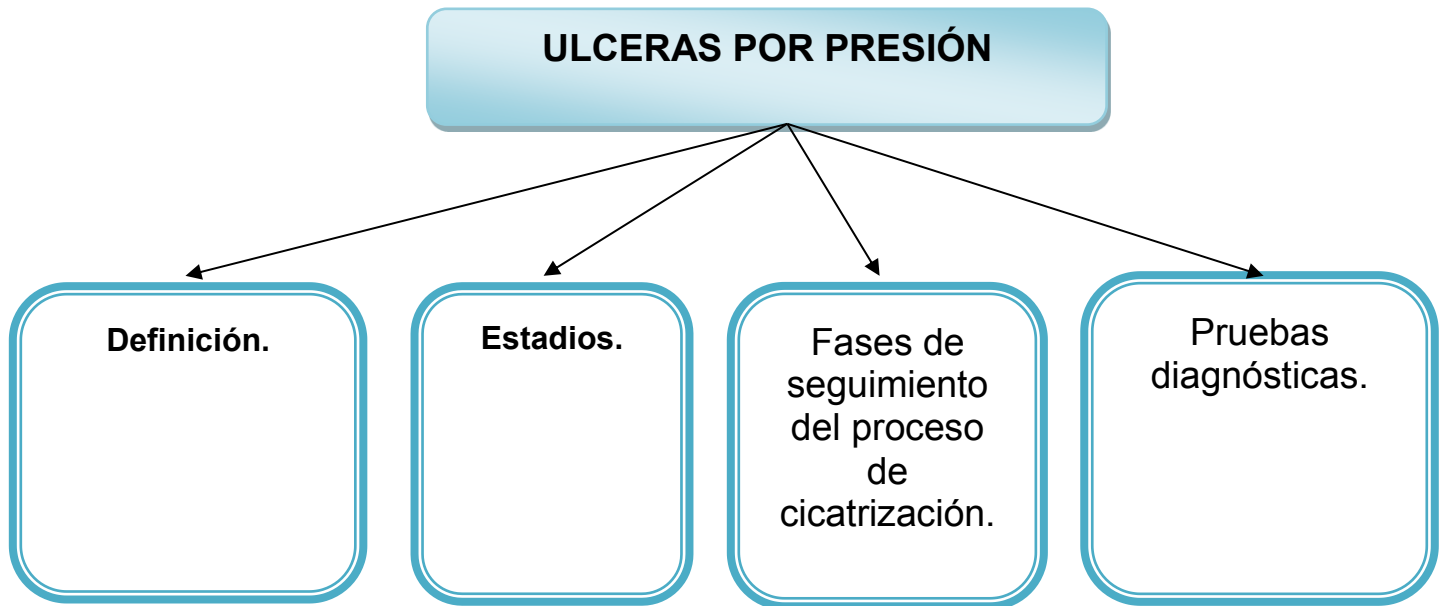 ULCERAS POR PRESIÓN
Definición.
Estadios.
Fases de
seguimiento
del proceso
de
cicatrización.
Pruebas
diagnósticas.